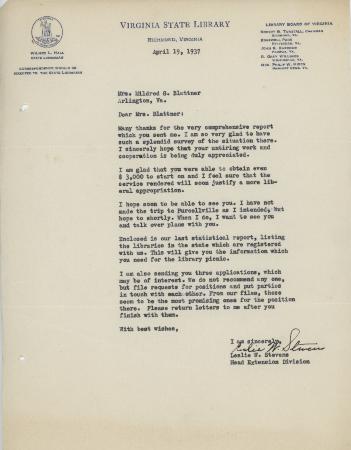 VIRGINIA STATE LIBRARY
RICHMOND, VIRGINIA
WILMER L. HALL
STATE LIBRARIAN
CORRESPONDENCE SHOULD BE
DIRECTED TO THE STATE LIBRARIAN
LIBRARY BOARD OF VIRGINIA
April 19, 1937
Mrs. Mildred G. Blattner
Arlington, Va.
Dear Mrs. Blattner:
Many thanks for the very comprehensive report
which you sent me. I am so very glad to have
such a splendid survey of the situation there.
I sincerely hope that your untiring work and
cooperation is being duly appreciated.
I am glad that you were able to obtain even
$ 3,000 to start on and I feel sure that the
service rendered will soon justify a more lib-
eral appropriation.
I hope soon to be able to see you. I have not
made the trip to Purcellville as I intended, but
hope to shortly. When I do, I want to see you
and talk over plans with you.
Enclosed is our last statistical report, listing
the libraries in the state which are registered
with us. This will give you the information which
you need for the library picnic.
I am also sending you three applications, which
may be of interest. We do not recommend any one,
but file requests for positions and put parties
in touch with each other. From our files, these
seem to be the most promising ones for the position
there. Please return letters to me after you
finish with them.
With best wishes,
I am sincerely,
Leslie W. Stevens
Leslie W. Stevens
Head Extension Division